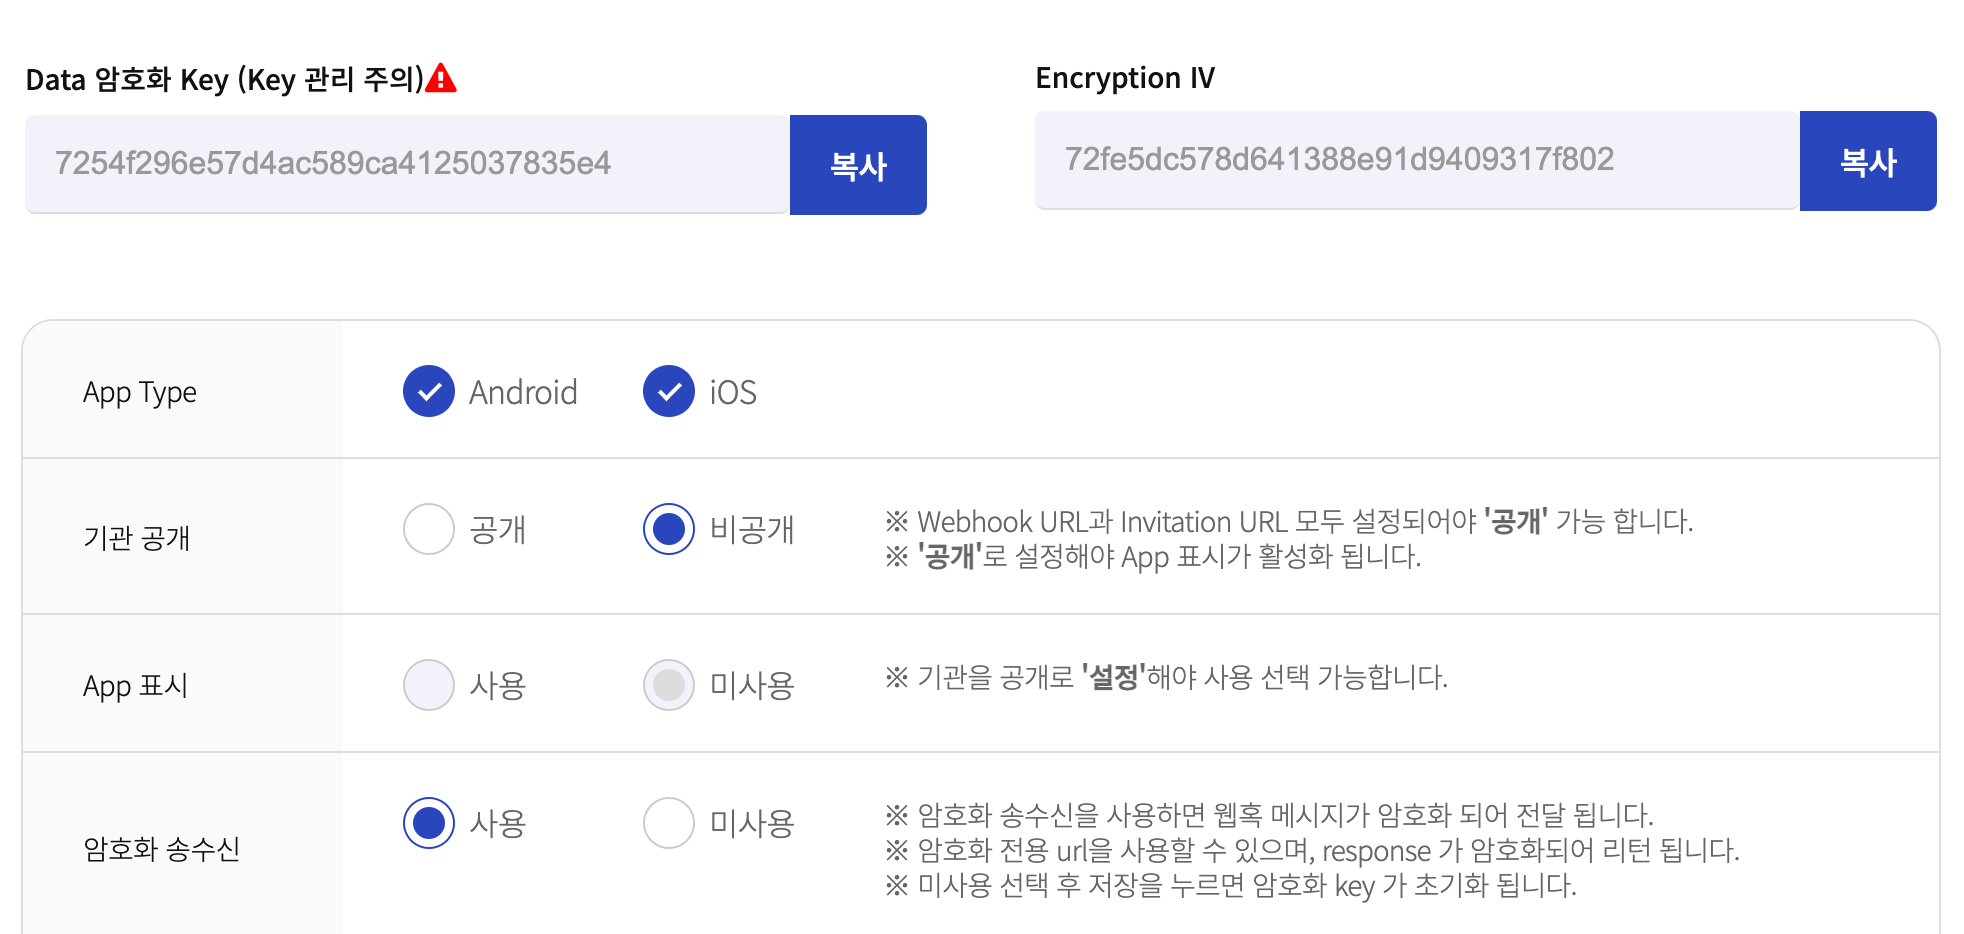 Data 암호화 Key (Key 관리 주의)
Encryption IV
7254f296e57d4ac589ca4125037835e4
복사
72fe5dc578d641388e91d9409317f802
복사
App Type
Android
iOS
기관 공개
공개
비공개
※ Webhook URL과 Invitation URL 모두 설정되어야 '공개' 가능 합니다.
※ '공개'로 설정해야 App 표시가 활성화 됩니다.
App 표시
사용
미사용
※ 기관을 공개로 '설정'해야 사용 선택 가능합니다.
암호화 송수신
사용
미사용
※ 암호화 송수신을 사용하면 웹훅 메시지가 암호화 되어 전달 됩니다.
※ 암호화 전용 url을 사용할 수 있으며, response 가 암호화되어 리턴 됩니다.
※ 미사용 선택 후 저장을 누르면 암호화 key 가 초기화 됩니다.